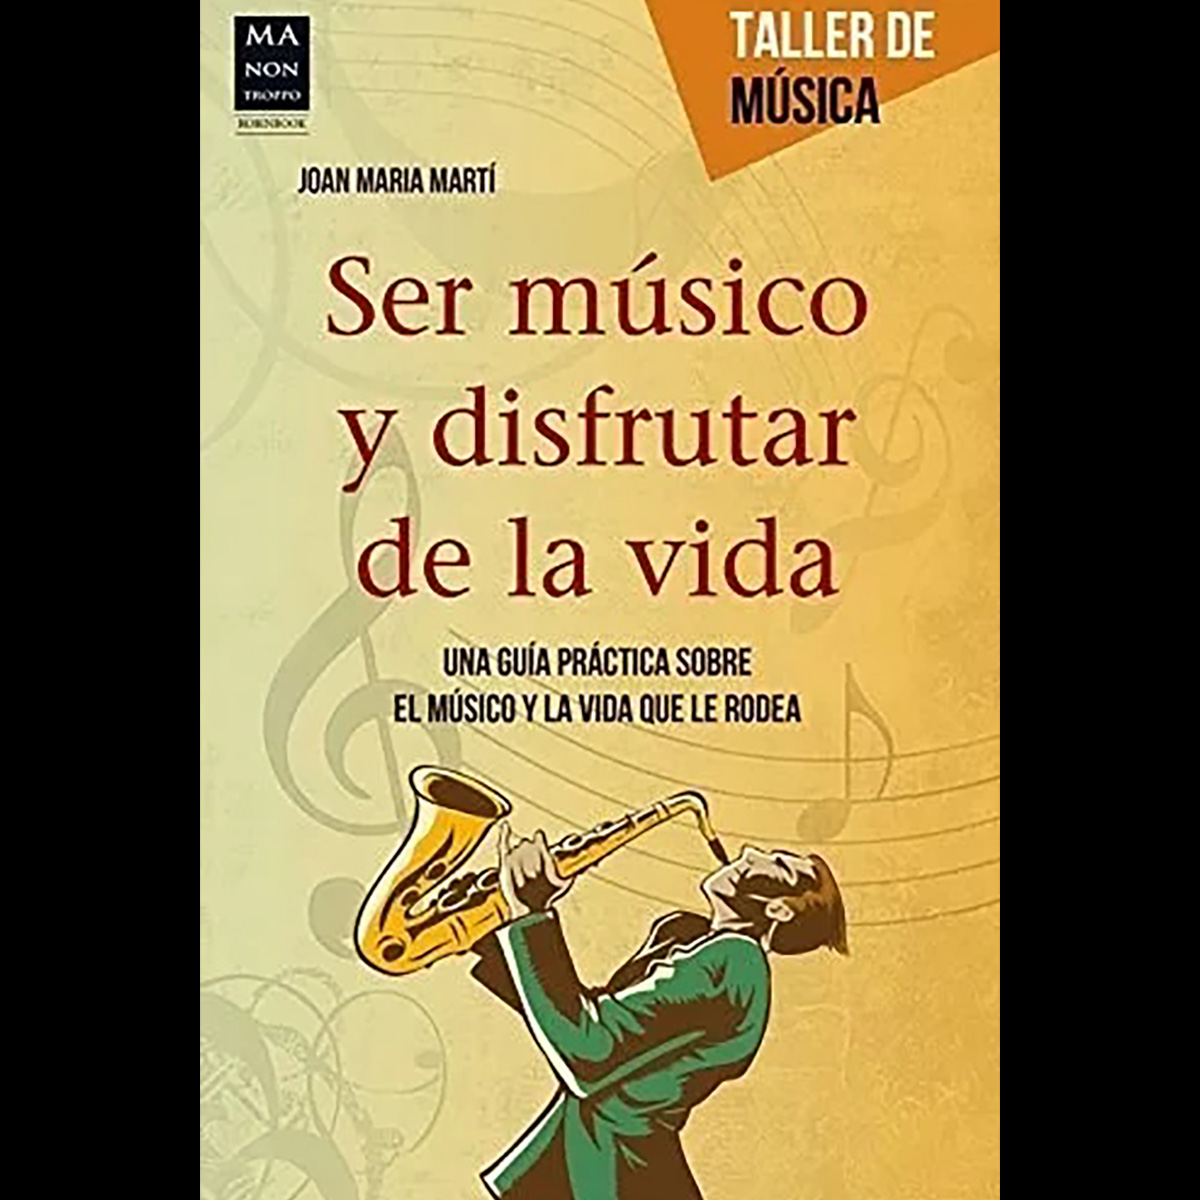 MA
NON
TROPPO
ROBINBOOK
TALLER DE
MÚSICA
JOAN MARIA MARTÍ
Ser músico
y disfrutar
de la vida
UNA GUÍA PRÁCTICA SOBRE
EL MÚSICO Y LA VIDA QUE LE RODEA